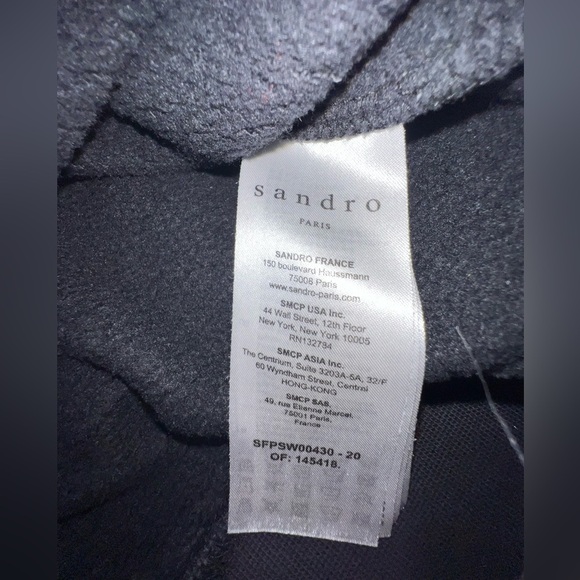 sandro
PARIS
SANDRO FRANCE
150 boulevard Haussmann
75008 Paris
www.sandro-paris.com
SMCP USA Inc.
44 Wall Street, 12th Floor
New York, New York 10005
RN132784
SMCP ASIA Inc.
The Centrium, Suite 3203A-5A, 32/F
60 Wyndham Street, Central
HONG-KONG
SMCP SAS.
49, rue Etienne Marcel,
75001 Paris,
France
SFPSW00430 - 20
OF: 145418.